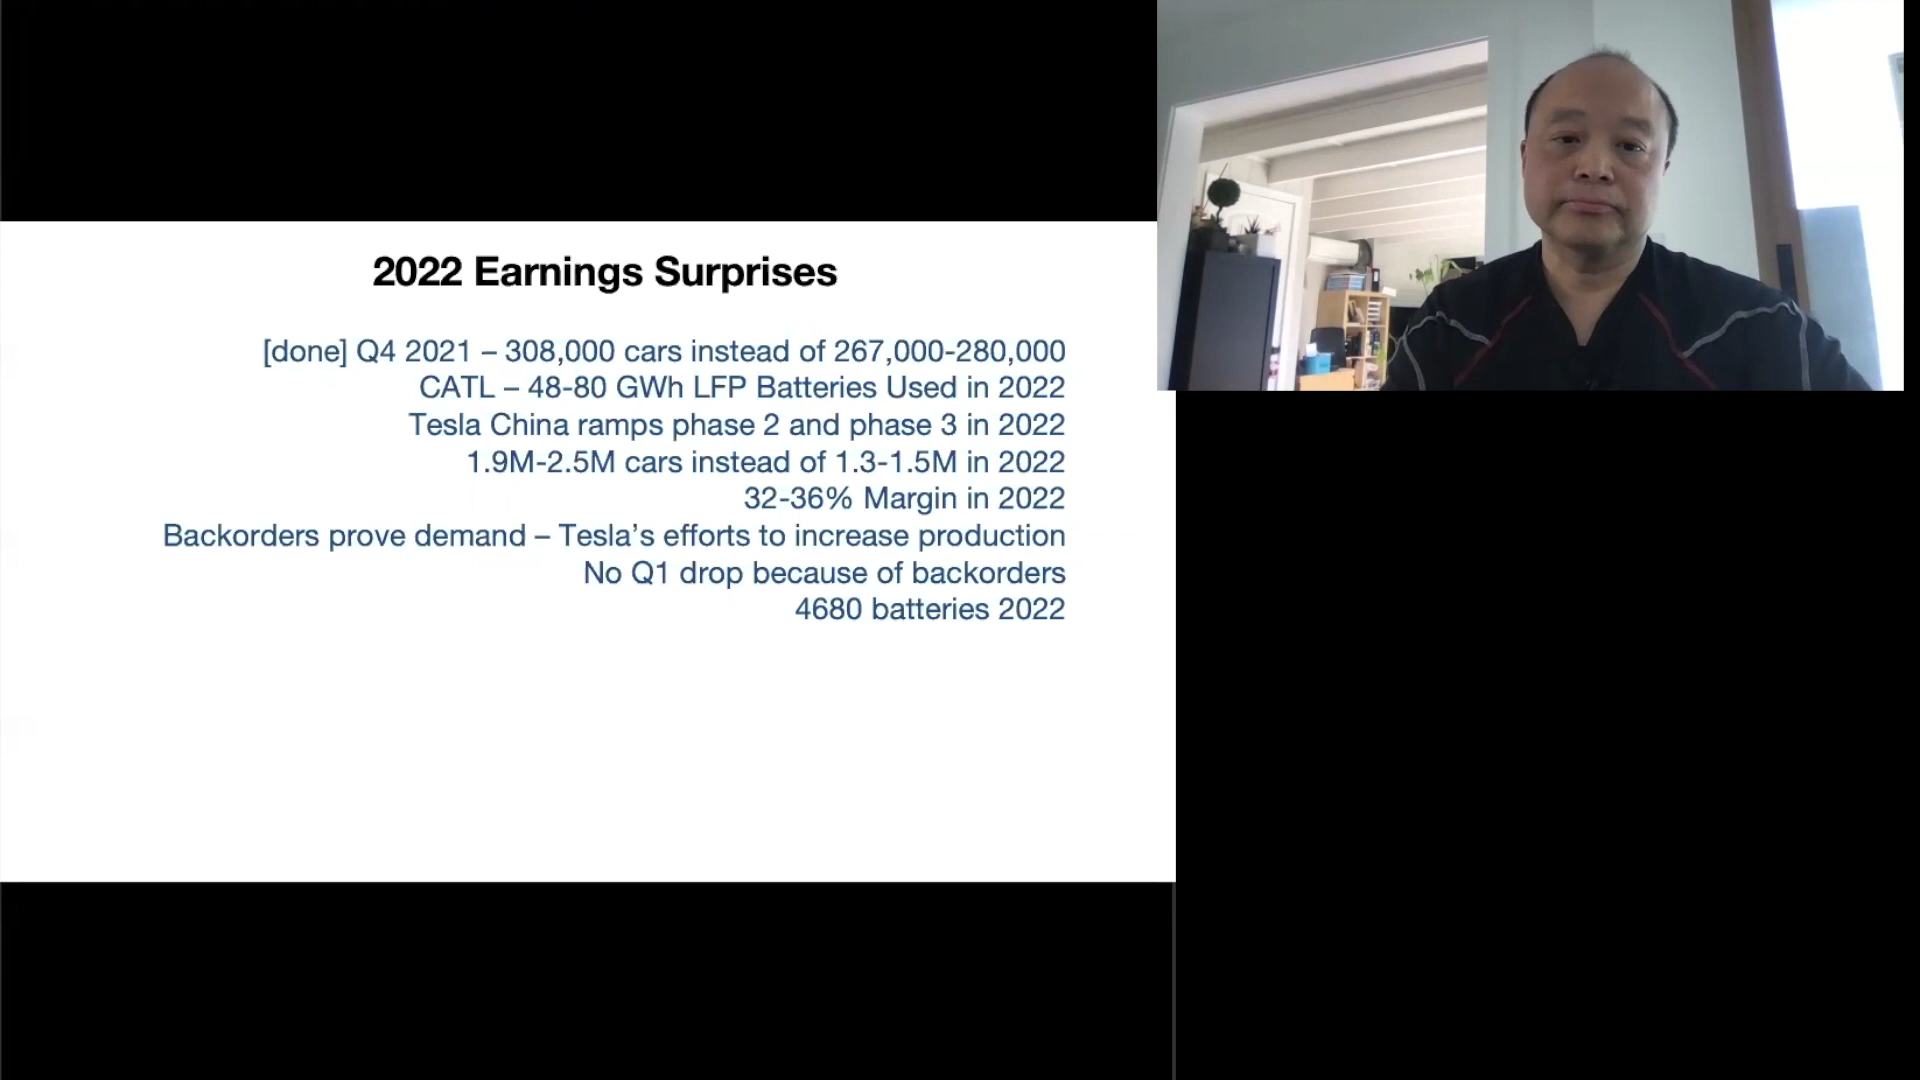 2022 Earnings Surprises
[done] Q4 2021 – 308,000 cars instead of 267,000-280,000
CATL – 48-80 GWh LFP Batteries Used in 2022
Tesla China ramps phase 2 and phase 3 in 2022
1.9M-2.5M cars instead of 1.3-1.5M in 2022
32-36% Margin in 2022
Backorders prove demand – Tesla’s efforts to increase production
No Q1 drop because of backorders
4680 batteries 2022